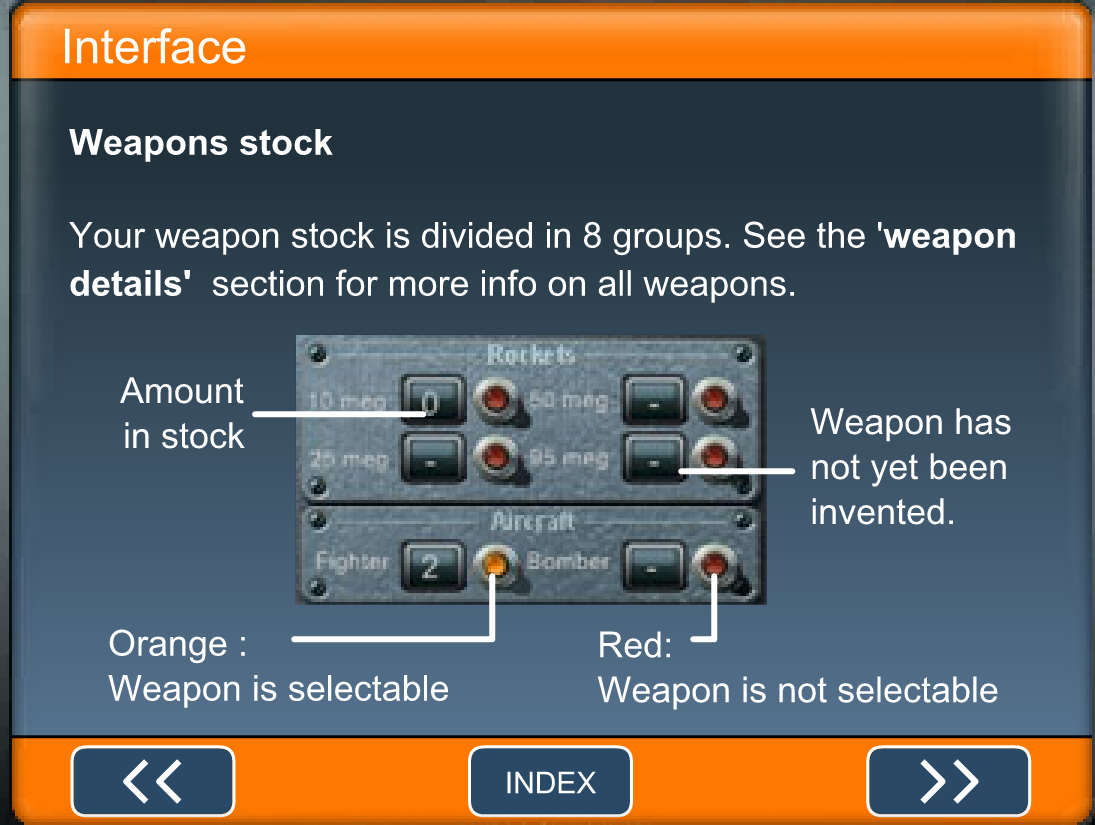 Interface
Weapons stock
Your weapon stock is divided in 8 groups. See the 'weapon
details'  section for more info on all weapons.
Rockets
10 meg 0 50 meg -
25 meg - 95 meg -
Aircraft
Fighter 2 Bomber -
Amount
in stock
Weapon has
not yet been
invented.
Orange :
Weapon is selectable
Red:
Weapon is not selectable
<< INDEX >>